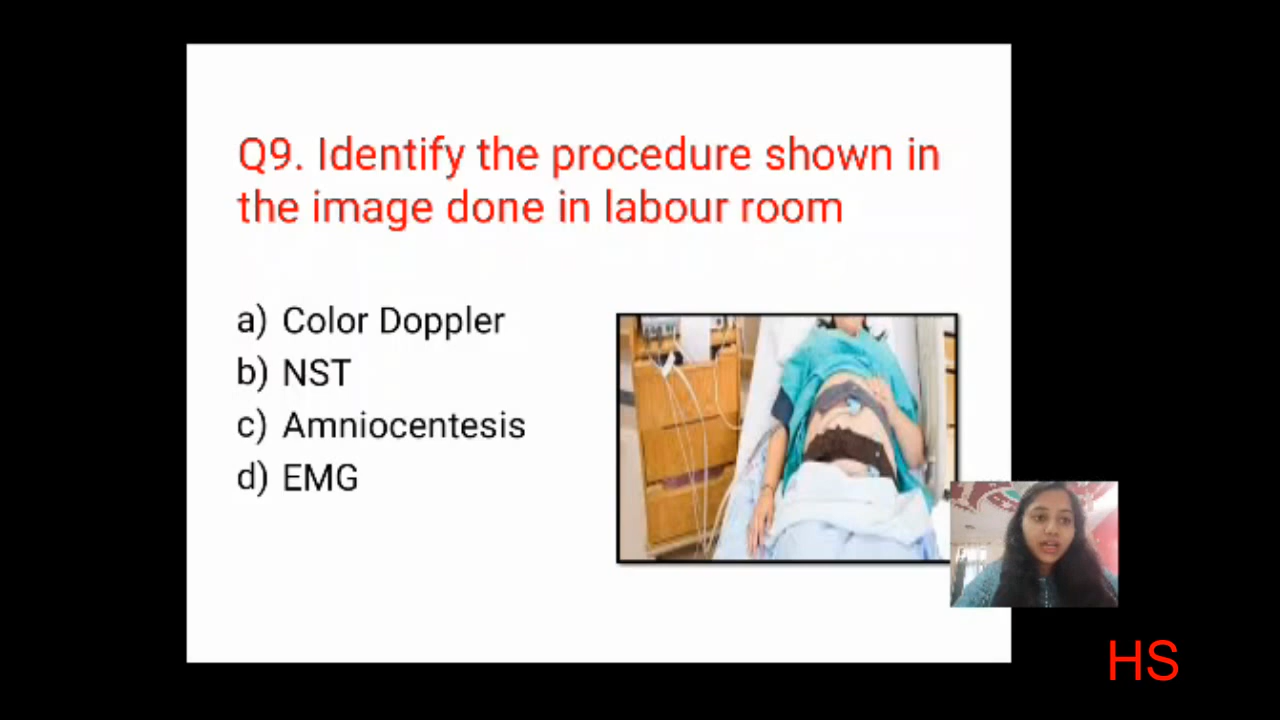 Q9. Identify the procedure shown in
the image done in labour room
a) Color Doppler
b) NST
c) Amniocentesis
d) EMG
HS